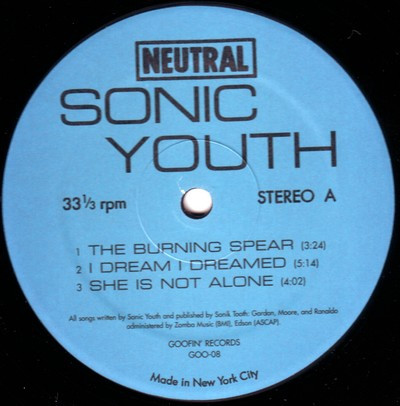 NEUTRAL
SONIC
YOUTH
33 1/3 rpm STEREO A
1 THE BURNING SPEAR (3:24)
2 I DREAM I DREAMED (5:14)
3 SHE IS NOT ALONE (4:02)
All songs written by Sonic Youth and published by Sonik Tooth: Gordon, Moore, and Ranaldo
administered by Zomba Music (BMI), Edson (ASCAP).
GOOFIN' RECORDS
GOO-08
Made in New York City